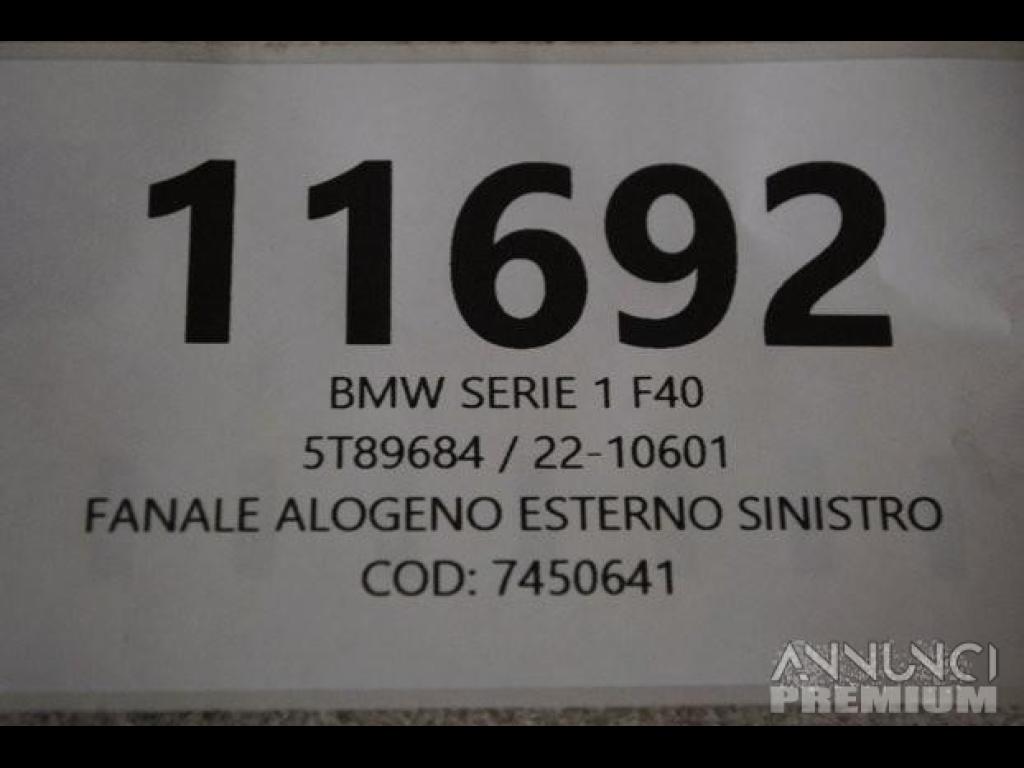 11692
BMW SERIE 1 F40
5T89684 / 22-10601
FANALE ALOGENO ESTERNO SINISTRO
COD: 7450641
ANNUNCI
PREMIUM